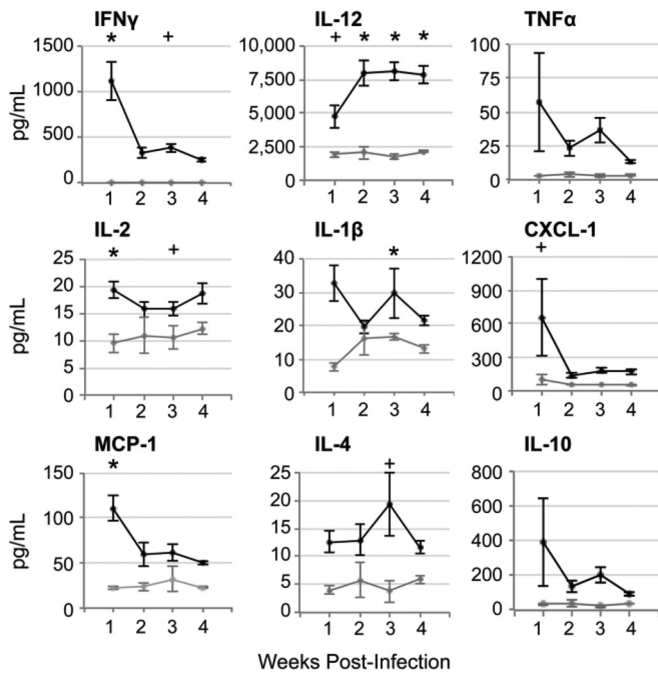 IFNγ
IL-12
TNFα
* +
+ * * *
pg/mL
1500
1000
500
0
10,000
7,500
5,000
2,500
0
100
75
50
25
0
1 2 3 4
1 2 3 4
1 2 3 4
IL-2
IL-1β
CXCL-1
* +
*
+
pg/mL
25
20
15
10
5
0
40
30
20
10
0
1200
900
600
300
0
1 2 3 4
1 2 3 4
1 2 3 4
MCP-1
IL-4
IL-10
*
+
pg/mL
150
100
50
0
25
20
15
10
5
0
800
600
400
200
0
1 2 3 4
1 2 3 4
1 2 3 4
Weeks Post-Infection